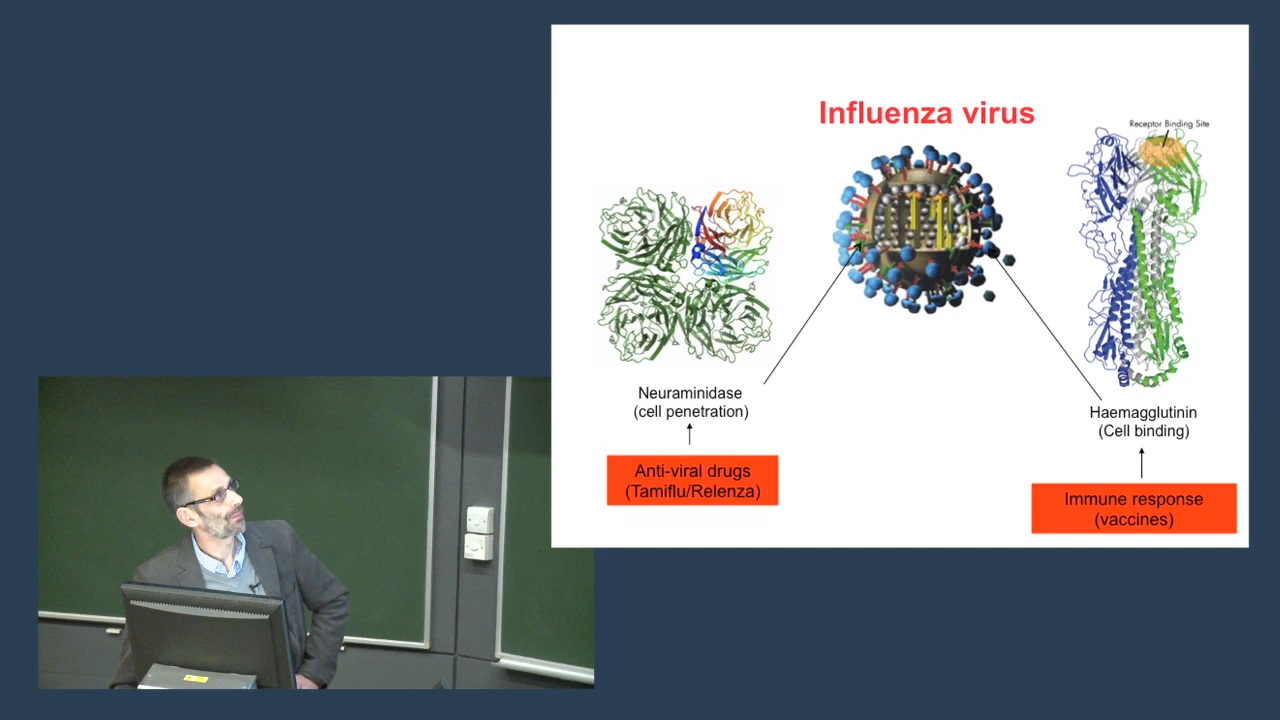 Influenza virus
Receptor Binding Site
Neuraminidase
(cell penetration)
Haemagglutinin
(Cell binding)
Anti-viral drugs
(Tamiflu/Relenza)
Immune response
(vaccines)